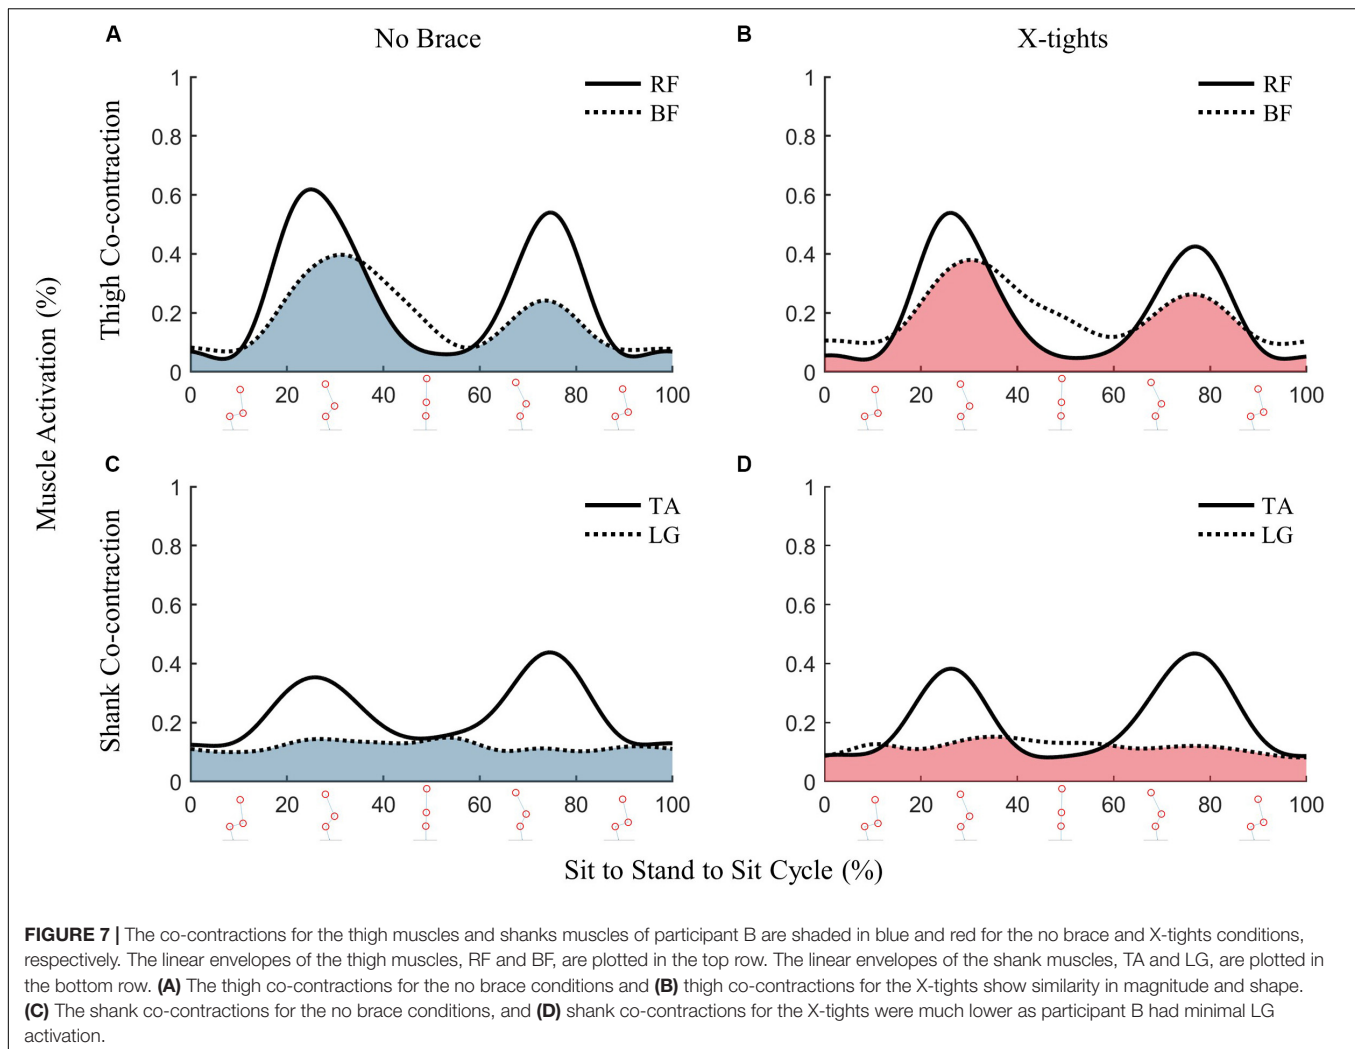 A
No Brace
B
X-tights
Muscle Activation (%)
Thigh Co-contraction
1
0.8
0.6
0.4
0.2
0
0 20 40 60 80 100
RF
BF
1
0.8
0.6
0.4
0.2
0
0 20 40 60 80 100
RF
BF
C
D
Shank Co-contraction
1
0.8
0.6
0.4
0.2
0
0 20 40 60 80 100
TA
LG
1
0.8
0.6
0.4
0.2
0
0 20 40 60 80 100
TA
LG
Sit to Stand to Sit Cycle (%)
FIGURE 7 | The co-contractions for the thigh muscles and shanks muscles of participant B are shaded in blue and red for the no brace and X-tights conditions,
respectively. The linear envelopes of the thigh muscles, RF and BF, are plotted in the top row. The linear envelopes of the shank muscles, TA and LG, are plotted in
the bottom row. (A) The thigh co-contractions for the no brace conditions and (B) thigh co-contractions for the X-tights show similarity in magnitude and shape.
(C) The shank co-contractions for the no brace conditions, and (D) shank co-contractions for the X-tights were much lower as participant B had minimal LG
activation.